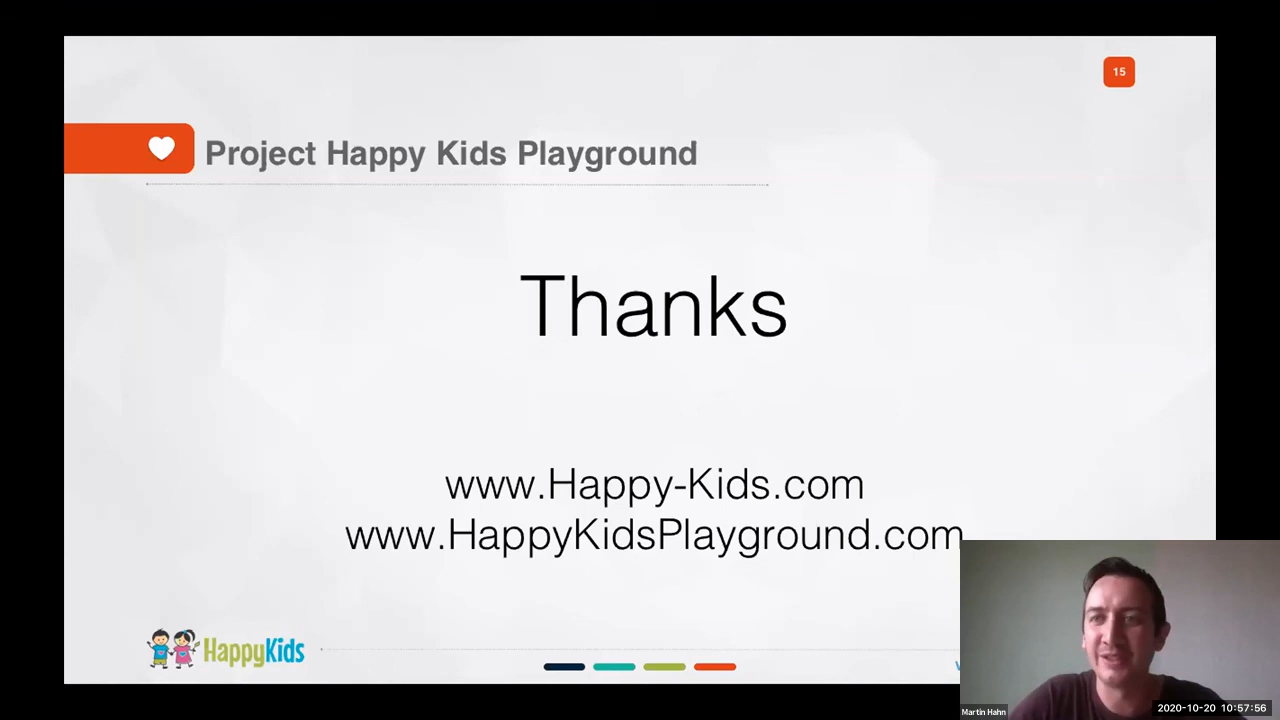 15
Project Happy Kids Playground
Thanks
www.Happy-Kids.com
www.HappyKidsPlayground.com
HappyKids
Martin Hahn
2020-10-20 10:57:56